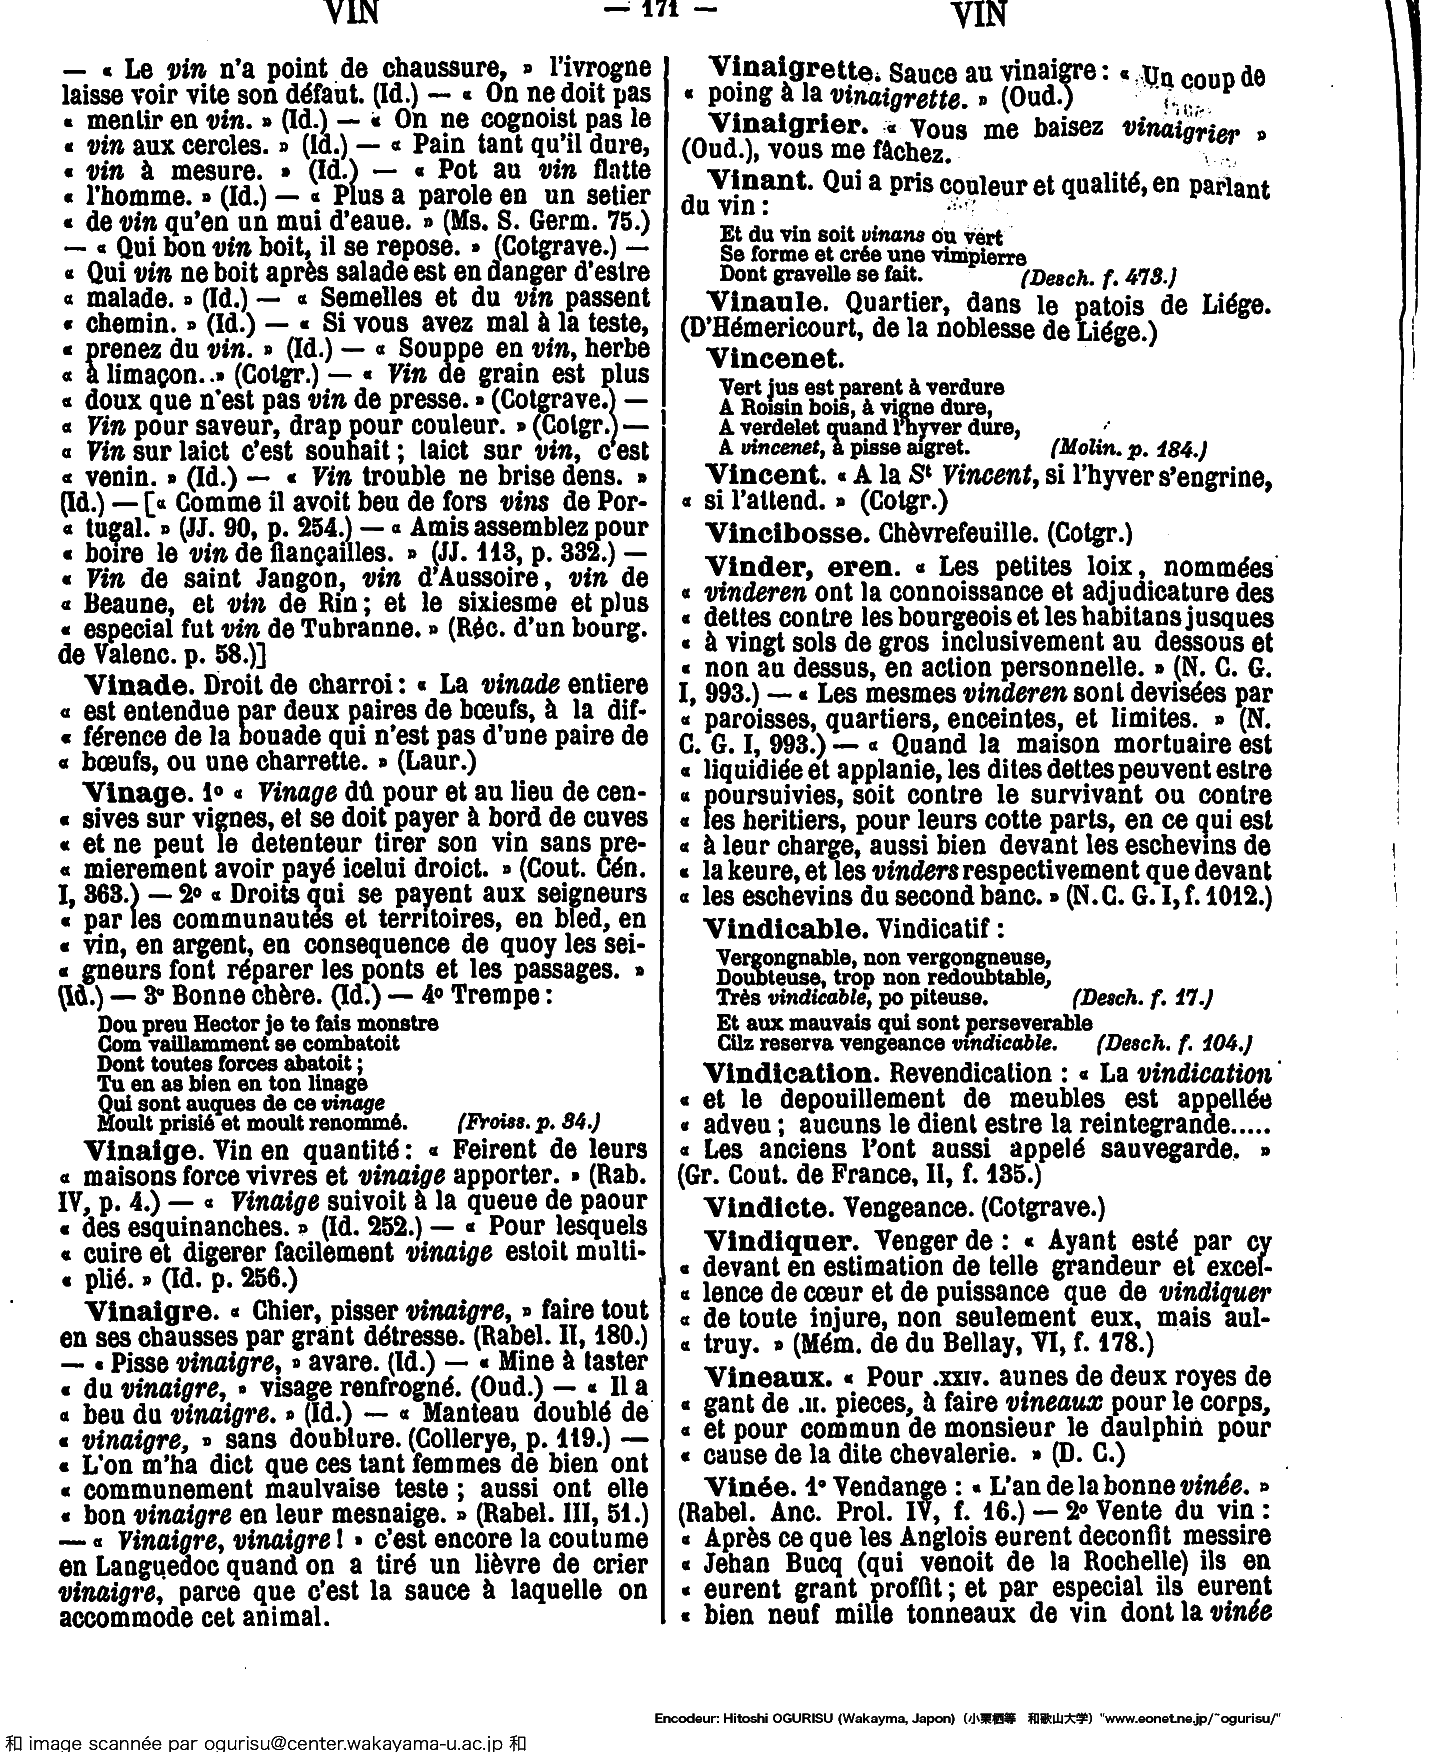 VIN — 171 — VIN
— « Le vin n'a point de chaussure, » l'ivrogne
laisse voir vite son défaut. (Id.) — « On ne doit pas
« mentir en vin. » (Id.) — « On ne cognoist pas le
« vin aux cercles. » (Id.) — « Pain tant qu'il dure,
« vin à mesure. » (Id.) — « Pot au vin flatte
« l'homme. » (Id.) — « Plus a parole en un setier
« de vin qu'en un mui d'eaue. » (Ms. S. Germ. 75.)
— « Qui bon vin boit, il se repose. » (Cotgrave.) —
« Qui vin ne boit après salade est en danger d'estre
« malade. » (Id.) — « Semelles et du vin passent
« chemin. » (Id.) — « Si vous avez mal à la teste,
« prenez du vin. » (Id.) — « Souppe en vin, herbe
« à limaçon..» (Cotgr.) — « Vin de grain est plus
« doux que n'est pas vin de presse. » (Cotgrave.) —
« Vin pour saveur, drap pour couleur. » (Cotgr.) —
« Vin sur laict c'est souhait ; laict sur vin, c'est
« venin. » (Id.) — « Vin trouble ne brise dens. »
(Id.) — [« Comme il avoit beu de fors vins de Por-
« tugal. » (JJ. 90, p. 254.) — « Amis assemblez pour
« boire le vin de flançailles. » (JJ. 113, p. 332.) —
« Vin de saint Jangon, vin d'Aussoire, vin de
« Beaune, et vin de Rin ; et le sixiesme et plus
« especial fut vin de Tubranne. » (Réc. d'un bourg.
de Valenc. p. 58.)]
Vinade. Droit de charroi : « La vinade entiere
« est entendue par deux paires de bœufs, à la dif-
« férence de la bouade qui n'est pas d'une paire de
« bœufs, ou une charrette. » (Laur.)
Vinage. 1º « Vinage dû pour et au lieu de cen-
« sives sur vignes, et se doit payer à bord de cuves
« et ne peut le detenteur tirer son vin sans pre-
« mierement avoir payé icelui droict. » (Cout. Gén.
I, 363.) — 2º « Droits qui se payent aux seigneurs
« par les communautés et territoires, en bled, en
« vin, en argent, en consequence de quoy les sei-
« gneurs font réparer les ponts et les passages. »
(Id.) — 3º Bonne chère. (Id.) — 4º Trempe :
Dou preu Hector je te fais monstre
Com vaillamment se combatoit
Dont toutes forces abatoit ;
Tu en as bien en ton linage
Qui sont auques de ce vinage
Moult prisié et moult renommé. (Froiss. p. 84.)
Vinaige. Vin en quantité : « Feirent de leurs
« maisons force vivres et vinaige apporter. » (Rab.
IV, p. 4.) — « Vinaige suivoit à la queue de paour
« des esquinanches. » (Id. 252.) — « Pour lesquels
« cuire et digerer facilement vinaige estoit multi-
« plié. » (Id. p. 256.)
Vinaigre. « Chier, pisser vinaigre, » faire tout
en ses chausses par grant détresse. (Rabel. II, 180.)
— « Pisse vinaigre, » avare. (Id.) — « Mine à taster
« du vinaigre, » visage renfrogné. (Oud.) — « Il a
« beu du vinaigre. » (Id.) — « Manteau doublé de
« vinaigre, » sans doublure. (Collerye, p. 119.) —
« L'on m'ha dict que ces tant femmes de bien ont
« communement maulvaise teste ; aussi ont elle
« bon vinaigre en leur mesnaige. » (Rabel. III, 51.)
— « Vinaigre, vinaigre ! » c'est encore la coutume
en Languedoc quand on a tiré un lièvre de crier
vinaigre, parce que c'est la sauce à laquelle on
accommode cet animal.
Vinaigrette. Sauce au vinaigre : « Un coup de
« poing à la vinaigrette. » (Oud.)
Vinaigrier. « Vous me baisez vinaigrier »
(Oud.), vous me fâchez.
Vinant. Qui a pris couleur et qualité, en parlant
du vin :
Et du vin soit vinans ou vert
Se forme et crée une vimpierre
Dont gravelle se fait. (Desch. f. 473.)
Vinaule. Quartier, dans le patois de Liége.
(D'Hémericourt, de la noblesse de Liége.)
Vincenet.
Vert jus est parent à verdure
A Roisin bois, à vigne dure,
A verdelet quand l'hyver dure,
A vincenet, à pisse aigret. (Molin. p. 184.)
Vincent. « A la St Vincent, si l'hyver s'engrine,
« si l'attend. » (Cotgr.)
Vincibosse. Chèvrefeuille. (Cotgr.)
Vinder, eren. « Les petites loix, nommées
« vinderen ont la connoissance et adjudicature des
« dettes contre les bourgeois et les habitans jusques
« à vingt sols de gros inclusivement au dessous et
« non au dessus, en action personnelle. » (N. C. G.
I, 993.) — « Les mesmes vinderen sont devisées par
« paroisses, quartiers, enceintes, et limites. » (N.
C. G. I, 993.) — « Quand la maison mortuaire est
« liquidiée et applanie, les dites dettes peuvent estre
« poursuivies, soit contre le survivant ou contre
« les heritiers, pour leurs cotte parts, en ce qui est
« à leur charge, aussi bien devant les eschevins de
« la keure, et les vinders respectivement que devant
« les eschevins du second banc. » (N. C. G. I, f. 1012.)
Vindicable. Vindicatif :
Vergongnable, non vergongneuse,
Doubteuse, trop non redoubtable,
Très vindicable, po piteuse. (Desch. f. 17.)
Et aux mauvais qui sont perseverable
Cilz reserva vengeance vindicable. (Desch. f. 104.)
Vindication. Revendication : « La vindication
« et le depouillement de meubles est appellée
« adveu ; aucuns le dient estre la reintegrande.....
« Les anciens l'ont aussi appelé sauvegarde. »
(Gr. Cout. de France, II, f. 135.)
Vindicte. Vengeance. (Cotgrave.)
Vindiquer. Venger de : « Ayant esté par cy
« devant en estimation de telle grandeur et excel-
« lence de cœur et de puissance que de vindiquer
« de toute injure, non seulement eux, mais aul-
« truy. » (Mém. de du Bellay, VI, f. 178.)
Vineaux. « Pour .xxiv. aunes de deux royes de
« gant de .ii. pieces, à faire vineaux pour le corps,
« et pour commun de monsieur le daulphin pour
« cause de la dite chevalerie. » (D. C.)
Vinée. 1º Vendange : « L'an de la bonne vinée. »
(Rabel. Anc. Prol. IV, f. 16.) — 2º Vente du vin :
« Après ce que les Anglois eurent deconfit messire
« Jehan Bucq (qui venoit de la Rochelle) ils en
« eurent grant proffit ; et par especial ils eurent
« bien neuf mille tonneaux de vin dont la vinée
Encodeur: Hitoshi OGURISU (Wakayma, Japon)（小栗栖等 和歌山大学）"www.eonet.ne.jp/~ogurisu/"
和 image scannée par ogurisu@center.wakayama-u.ac.jp 和